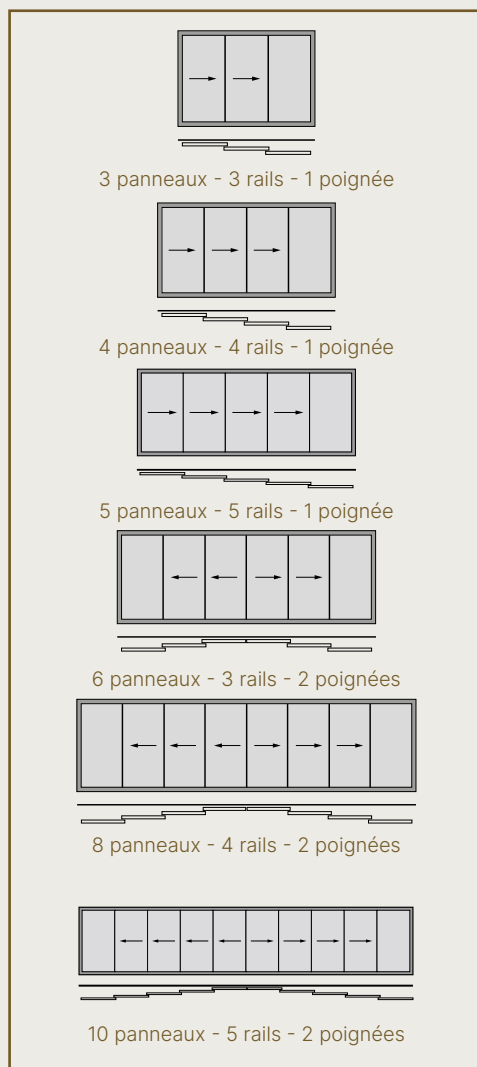 3 panneaux - 3 rails - 1 poignée
4 panneaux - 4 rails - 1 poignée
5 panneaux - 5 rails - 1 poignée
6 panneaux - 3 rails - 2 poignées
8 panneaux - 4 rails - 2 poignées
10 panneaux - 5 rails - 2 poignées